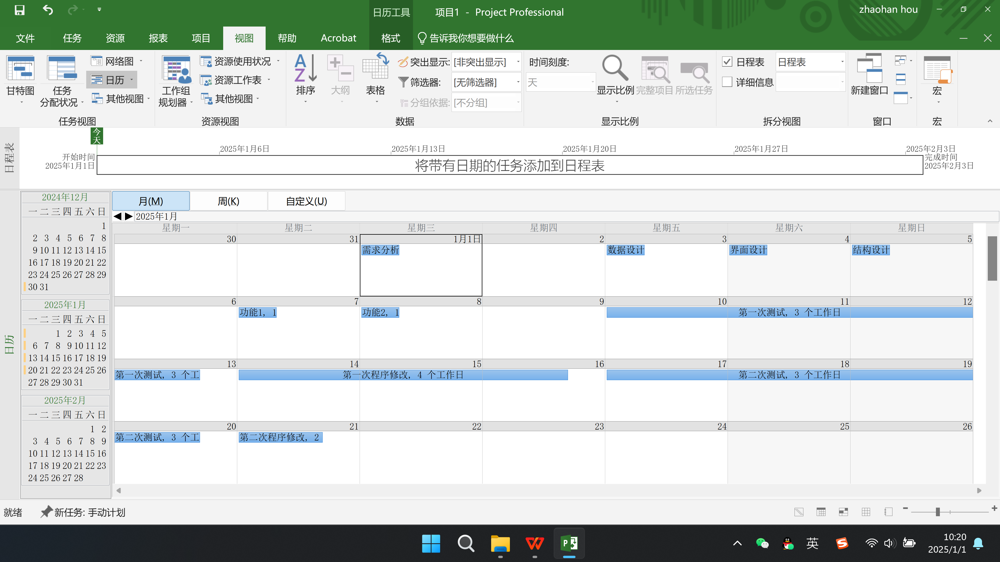 日历工具
项目1 - Project Professional
zhaohan hou
文件 任务 资源 报表 项目 视图 帮助 Acrobat 格式 告诉我你想要做什么
甘特图
任务
分配状况
网络图
日历
其他视图
任务视图
工作组
规划器
资源使用状况
资源工作表
其他视图
资源视图
排序
大纲
表格
突出显示: [非突出显示]
筛选器: [无筛选器]
分组依据: [不分组]
数据
时间刻度:
天
显示比例
完整项目
所选任务
显示比例
日程表 日程表
详细信息
拆分视图
新建窗口
窗口
宏
宏
日程表
今天
2025年1月6日 2025年1月13日 2025年1月20日 2025年1月27日 2025年2月3日
开始时间
2025年1月1日
将带有日期的任务添加到日程表
完成时间
2025年2月3日
日历
2024年12月
一 二 三 四 五 六 日
1
2 3 4 5 6 7 8
9 10 11 12 13 14 15
16 17 18 19 20 21 22
23 24 25 26 27 28 29
30 31
2025年1月
一 二 三 四 五 六 日
1 2 3 4 5
6 7 8 9 10 11 12
13 14 15 16 17 18 19
20 21 22 23 24 25 26
27 28 29 30 31
2025年2月
一 二 三 四 五 六 日
1 2
3 4 5 6 7 8 9
10 11 12 13 14 15 16
17 18 19 20 21 22 23
24 25 26 27 28
月(M) 周(K) 自定义(U)
2025年1月
星期一 星期二 星期三 星期四 星期五 星期六 星期日
30 31 1月1日 2 3 4 5
需求分析 数据设计 界面设计 结构设计
6 7 8 9 10 11 12
功能1, 1 功能2, 1 第一次测试, 3 个工作日
13 14 15 16 17 18 19
第一次测试, 3 个工 第一次程序修改, 4 个工作日 第二次测试, 3 个工作日
20 21 22 23 24 25 26
第二次测试, 3 个工 第二次程序修改, 2
就绪 新任务: 手动计划
英
10:20
2025/1/1